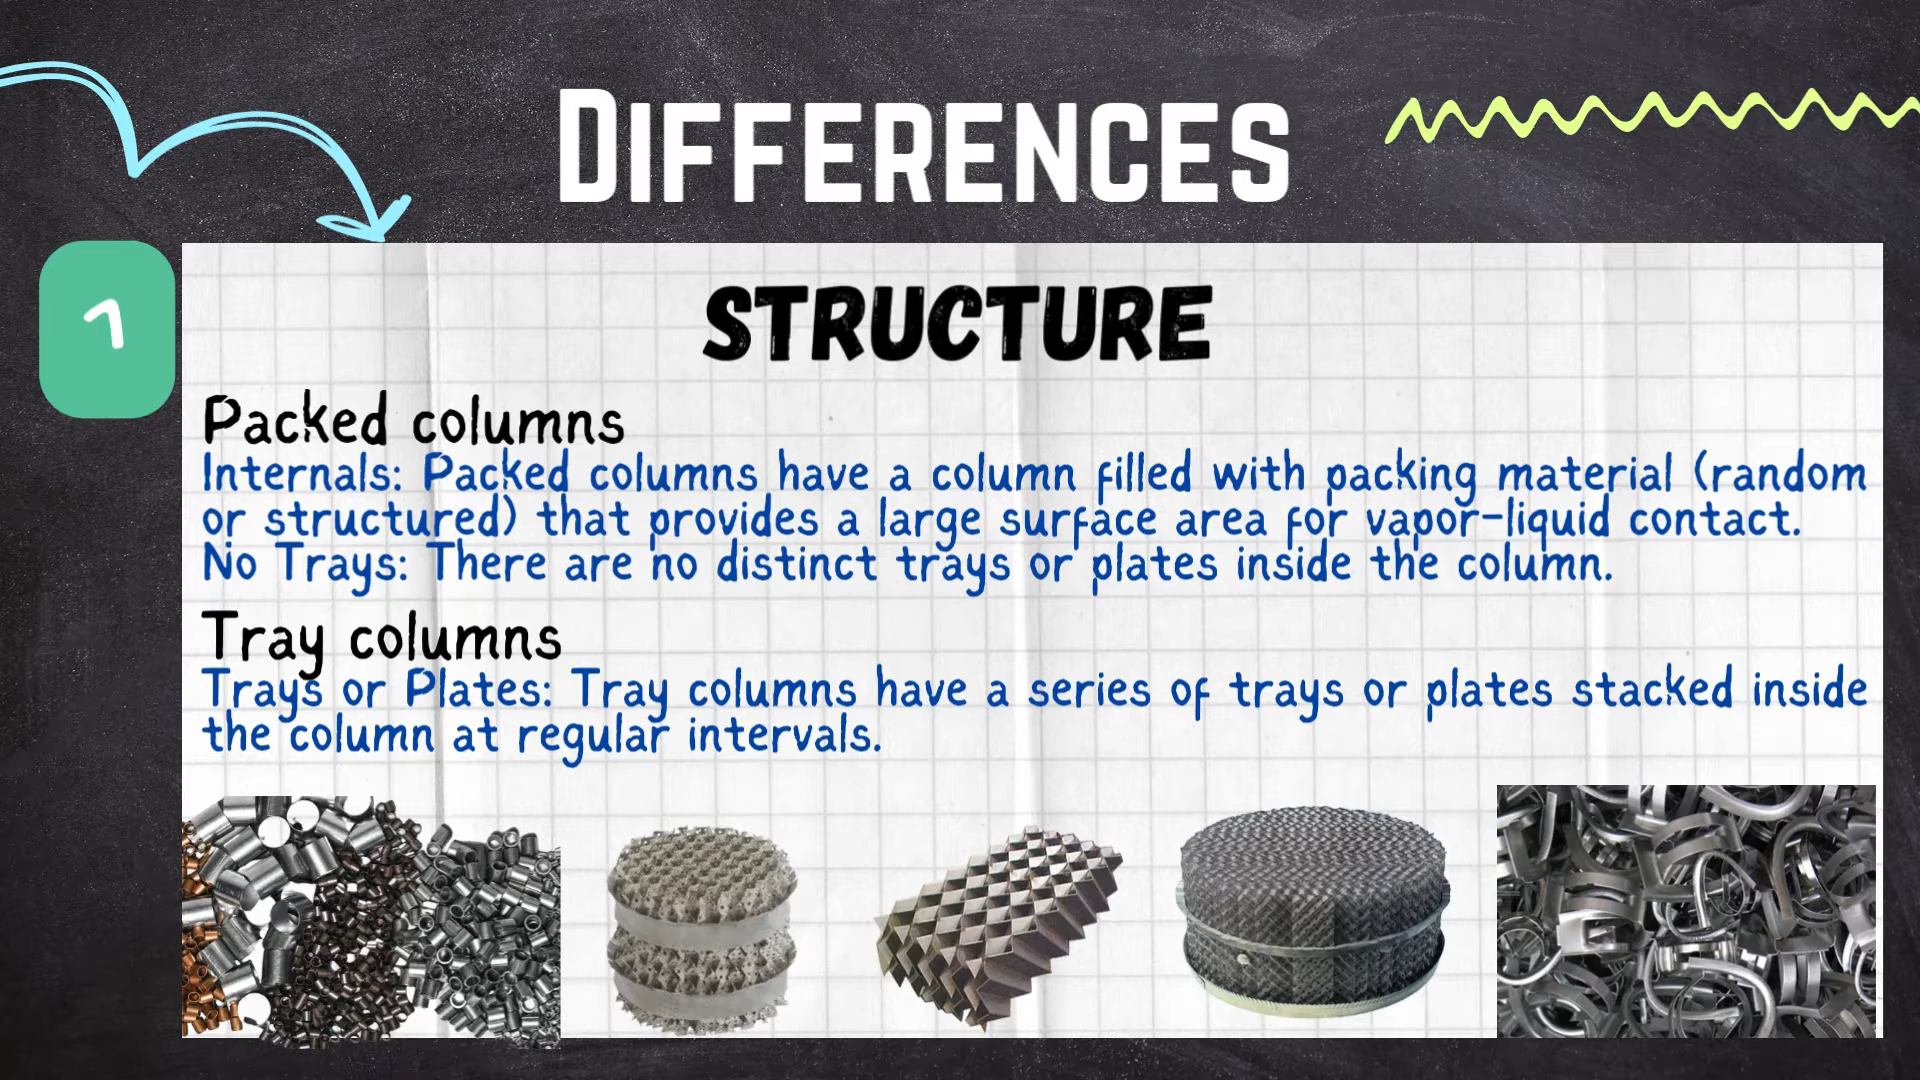 DIFFERENCES
1
STRUCTURE
Packed columns
Internals: Packed columns have a column filled with packing material (random
or structured) that provides a large surface area for vapor-liquid contact.
No Trays: There are no distinct trays or plates inside the column.
Tray columns
Trays or Plates: Tray columns have a series of trays or plates stacked inside
the column at regular intervals.